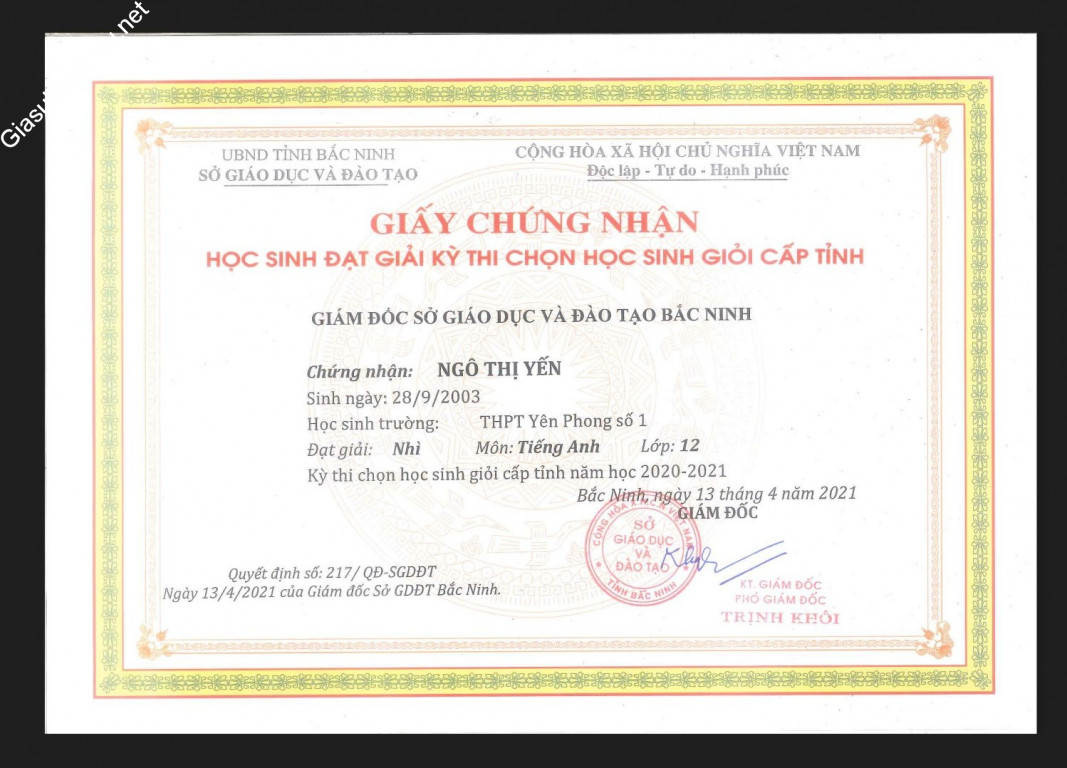 UBND TỈNH BẮC NINH
SỞ GIÁO DỤC VÀ ĐÀO TẠO
CỘNG HÒA XÃ HỘI CHỦ NGHĨA VIỆT NAM
Độc lập - Tự do - Hạnh phúc
GIẤY CHỨNG NHẬN
HỌC SINH ĐẠT GIẢI KỲ THI CHỌN HỌC SINH GIỎI CẤP TỈNH
GIÁM ĐỐC SỞ GIÁO DỤC VÀ ĐÀO TẠO BẮC NINH
Chứng nhận: NGÔ THỊ YẾN
Sinh ngày: 28/9/2003
Học sinh trường: THPT Yên Phong số 1
Đạt giải: Nhì Môn: Tiếng Anh Lớp: 12
Kỳ thi chọn học sinh giỏi cấp tỉnh năm học 2020-2021
Bắc Ninh, ngày 13 tháng 4 năm 2021
GIÁM ĐỐC
CỘNG HÒA X.H.C.N VIỆT NAM
SỞ
GIÁO DỤC
VÀ
ĐÀO TẠO
TỈNH BẮC NINH
KT. GIÁM ĐỐC
PHÓ GIÁM ĐỐC
TRỊNH KHÔI
Quyết định số: 217/ QĐ-SGDĐT
Ngày 13/4/2021 của Giám đốc Sở GDĐT Bắc Ninh.